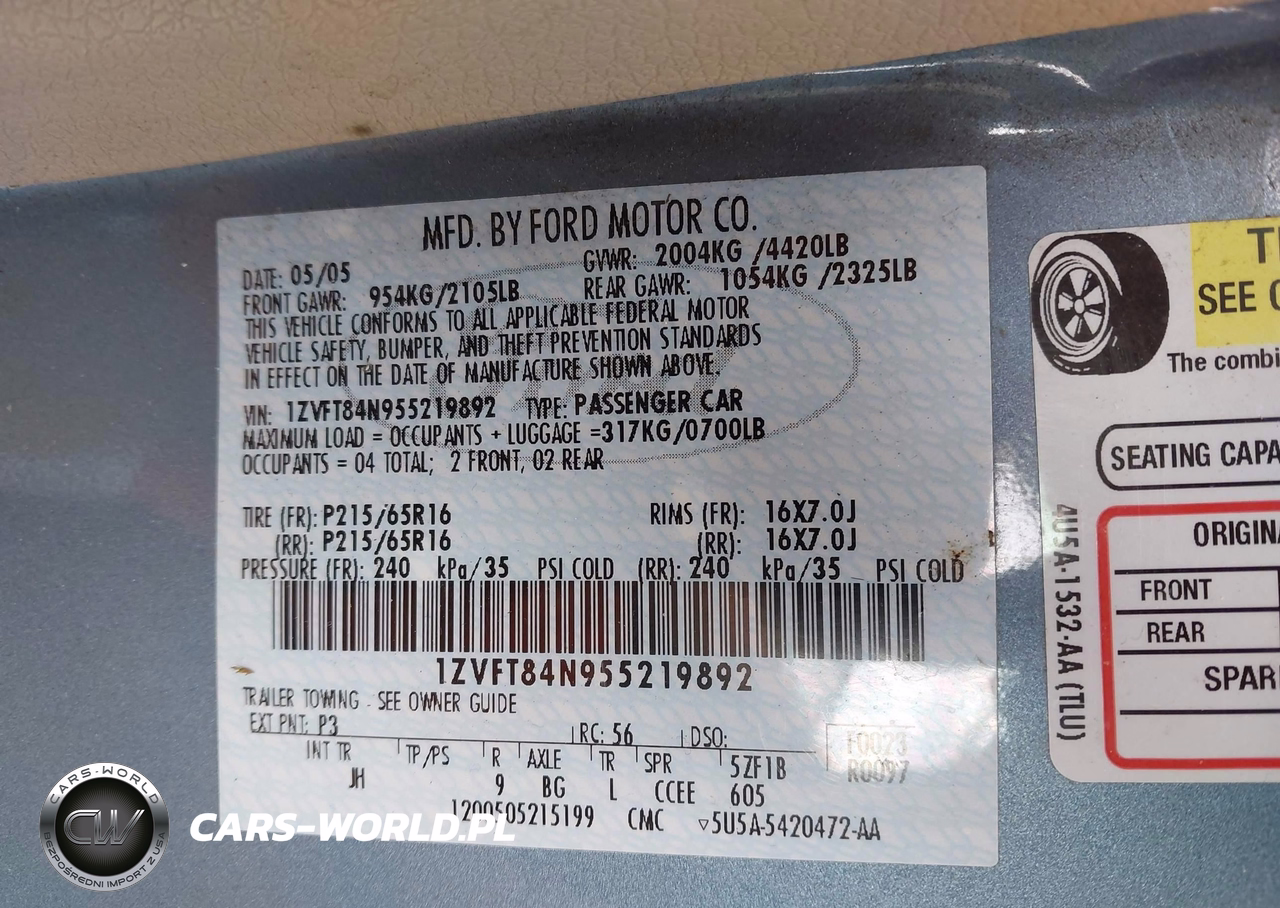 MFD. BY FORD MOTOR CO.
DATE: 05/05
GVWR: 2004KG /4420LB
FRONT GAWR: 954KG/2105LB
REAR GAWR: 1054KG /2325LB
THIS VEHICLE CONFORMS TO ALL APPLICABLE FEDERAL MOTOR
VEHICLE SAFETY, BUMPER, AND THEFT PREVENTION STANDARDS
IN EFFECT ON THE DATE OF MANUFACTURE SHOWN ABOVE.
VIN: 1ZVFT84N955219892 TYPE: PASSENGER CAR
MAXIMUM LOAD = OCCUPANTS + LUGGAGE =317KG/0700LB
OCCUPANTS = 04 TOTAL; 2 FRONT, 02 REAR
TIRE (FR): P215/65R16 RIMS (FR): 16X7.0J
(RR): P215/65R16 (RR): 16X7.0J
PRESSURE (FR): 240 kPa/35 PSI COLD (RR): 240 kPa/35 PSI COLD
1ZVFT84N955219892
TRAILER TOWING - SEE OWNER GUIDE
EXT PNT: P3 RC: 56 DSO:
F0023
R0097
INT TR TP/PS R AXLE TR SPR 5ZF1B
JH 9 BG L CCEE 605
1200505215199 CMC ▿5U5A-5420472-AA
SEE
The combi
SEATING CAPA
ORIGINA
FRONT
REAR
SPAR
4U5A-1532-AA (TLU)
CARS-WORLD
CW
BEZPOŚREDNI IMPORT Z USA
CARS-WORLD.PL